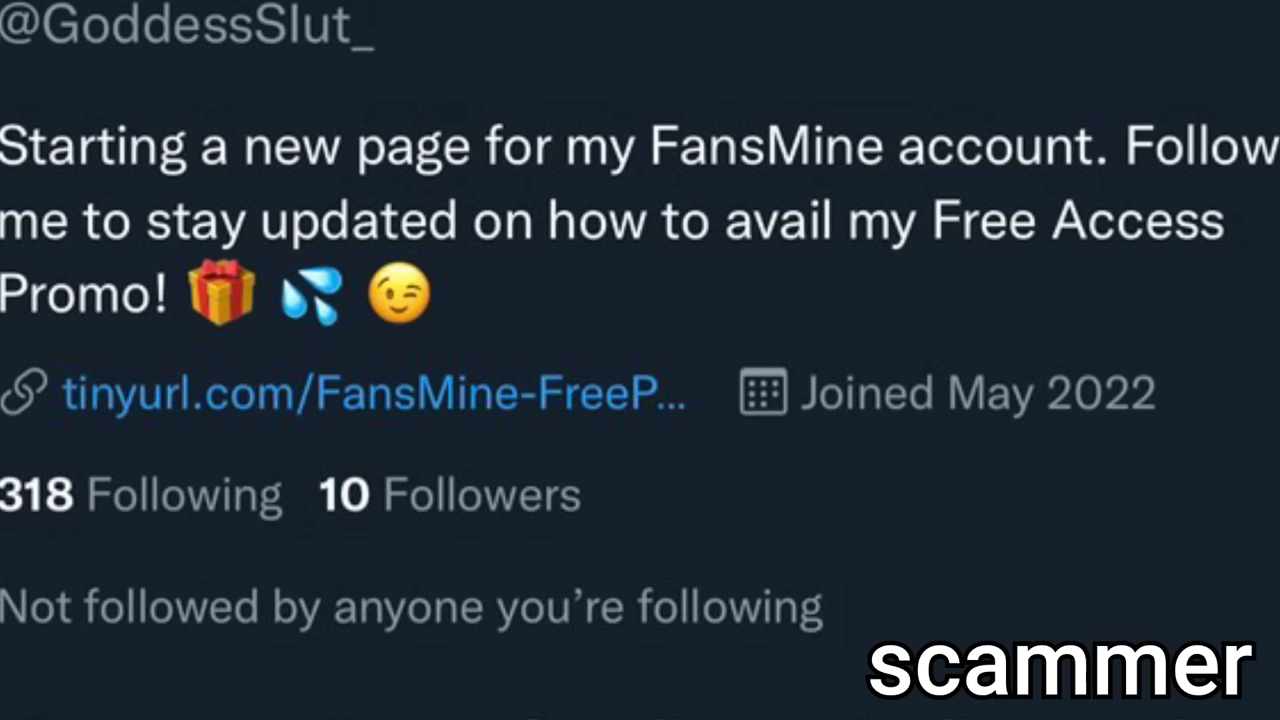 @GoddessSlut_
Starting a new page for my FansMine account. Follow
me to stay updated on how to avail my Free Access
Promo! 🎁 💦 😉
tinyurl.com/FansMine-FreeP... Joined May 2022
318 Following 10 Followers
Not followed by anyone you’re following
scammer